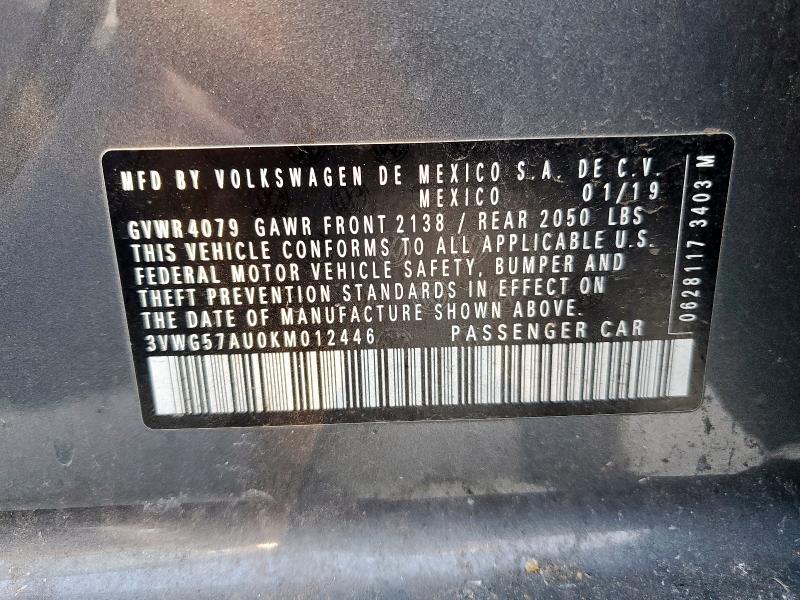 MFD BY VOLKSWAGEN DE MEXICO S.A. DE C.V.
MEXICO 01/19
GVWR4079 GAWR FRONT 2138 / REAR 2050 LBS
THIS VEHICLE CONFORMS TO ALL APPLICABLE U.S.
FEDERAL MOTOR VEHICLE SAFETY, BUMPER AND
THEFT PREVENTION STANDARDS IN EFFECT ON
THE DATE OF MANUFACTURE SHOWN ABOVE.
3VWG57AU0KM012446 PASSENGER CAR
0628117 3403 M